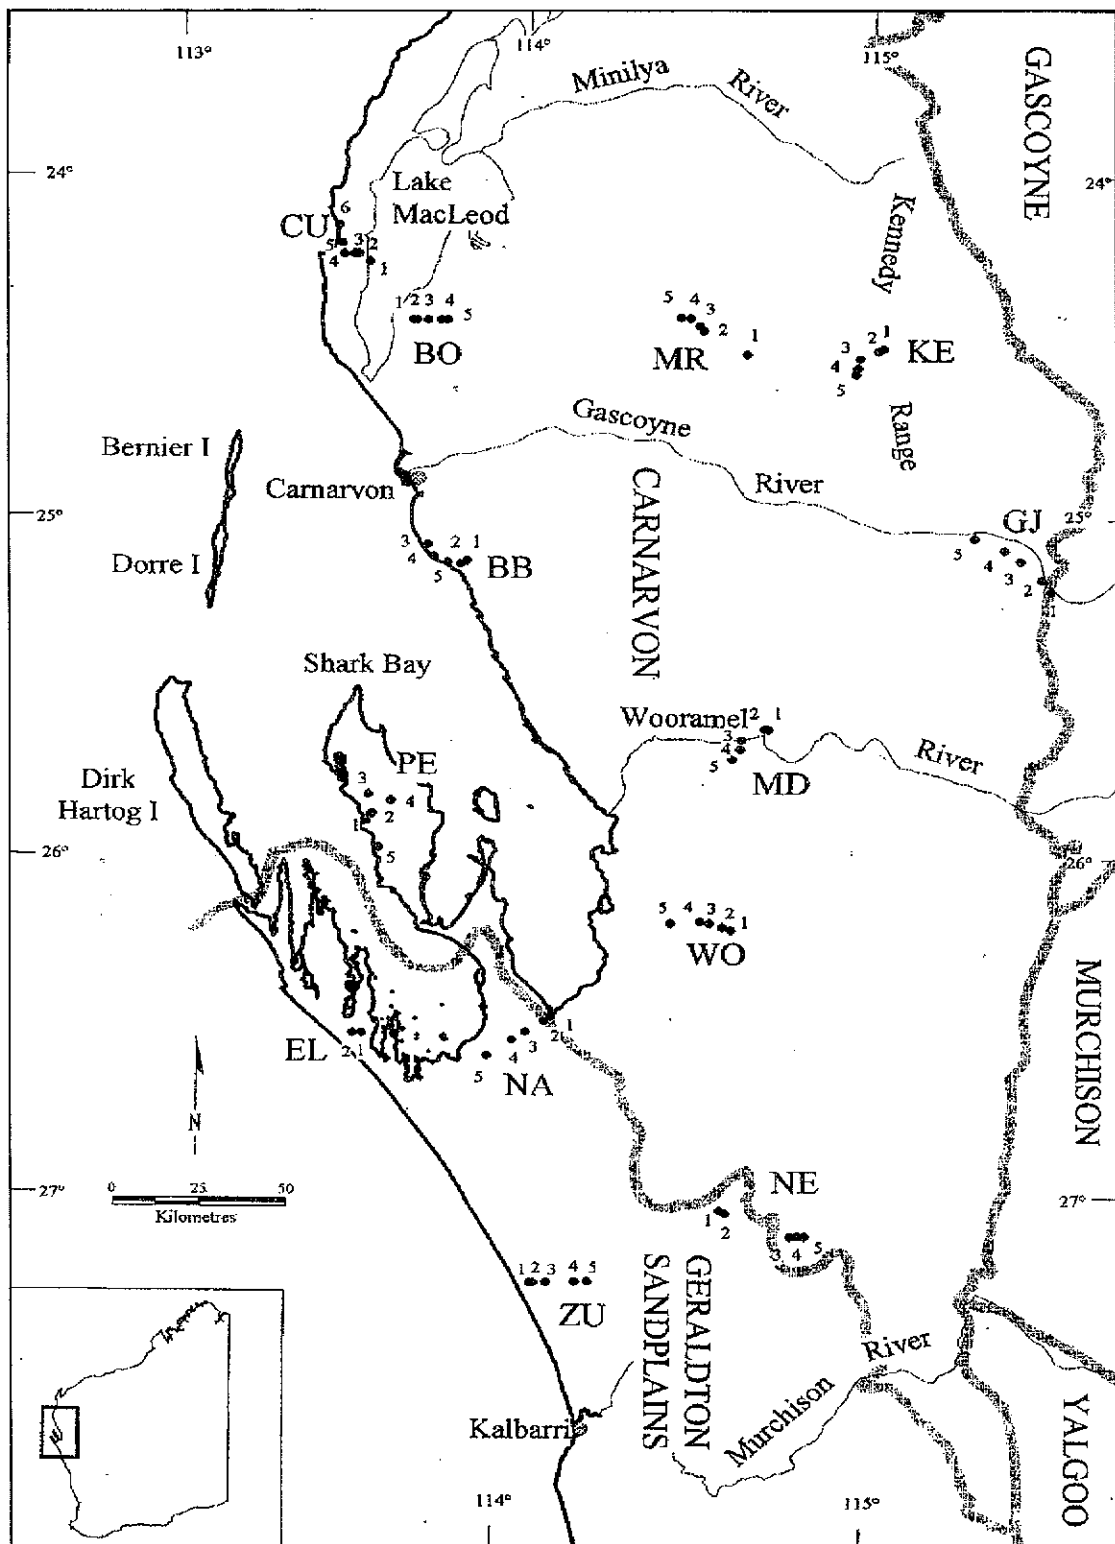 113°
114°
115°
Minilya River
GASCOYNE
24°
24°
Lake
MacLeod
Kennedy Range
6
CU
5
3
2
4
1
1
2
3
4
5
BO
5
4
3
2
1
MR
1
2
3
4
5
KE
Bernier I
Gascoyne River
Carnarvon
CARNARVON
25°
25°
GJ
5
4
3
2
1
3
2
1
4
5
BB
Dorre I
Shark Bay
Wooramel River
2
1
3
4
5
MD
PE
3
4
2
1
5
Dirk
Hartog I
26°
26°
5
4
3
2
1
WO
MURCHISON
EL
2
1
1
2
3
4
5
NA
N
27°
27°
0
25
50
Kilometres
NE
1
2
3
4
5
1
2
3
4
5
ZU
GERALDTON
SANDPLAINS
Murchison River
Kalbarri
YALGOO
114°
115°